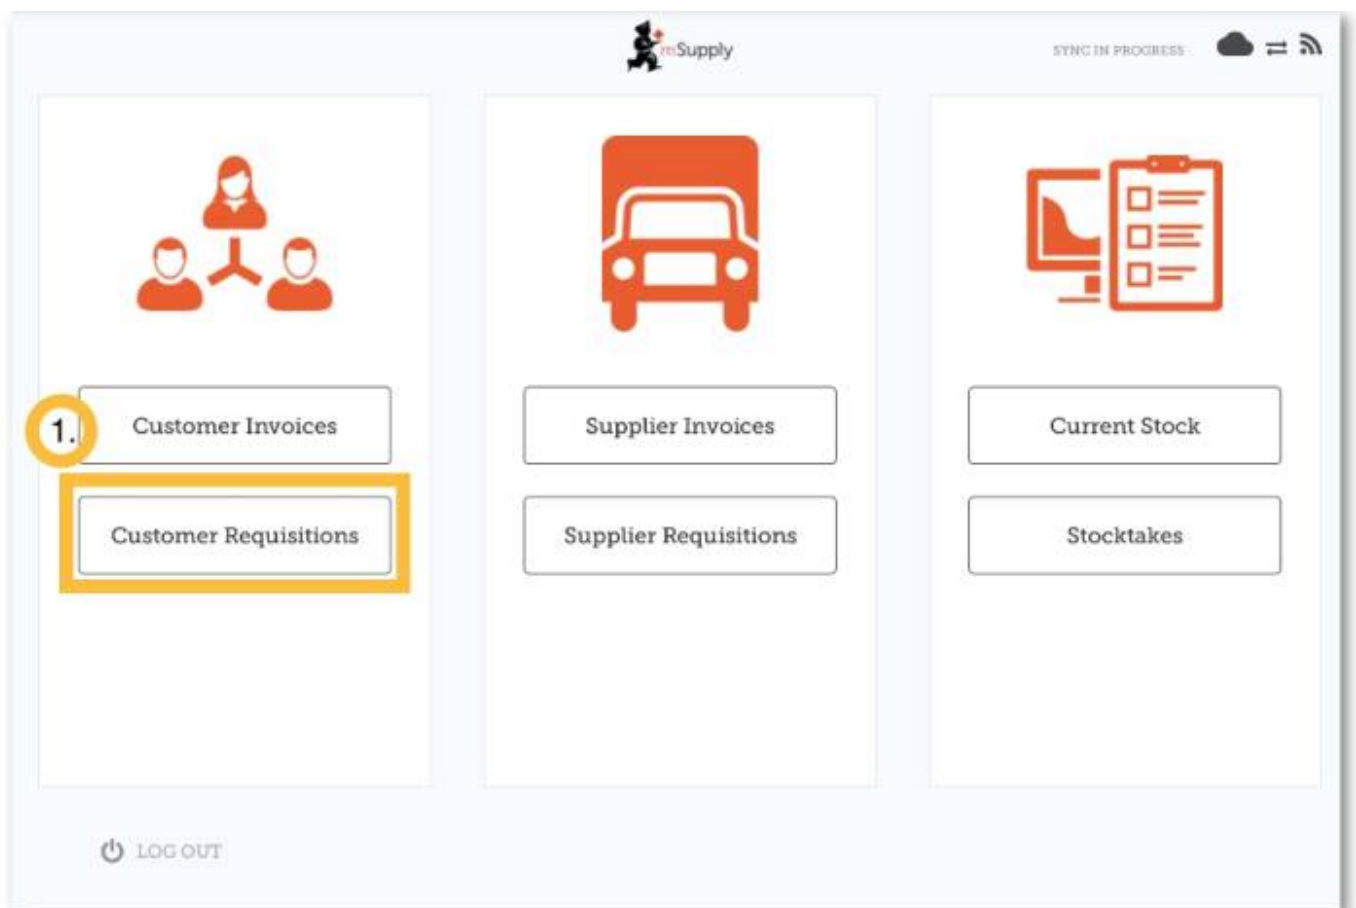 mSupply
SYNC IN PROGRESS
1.
Customer Invoices
Customer Requisitions
Supplier Invoices
Supplier Requisitions
Current Stock
Stocktakes
LOG OUT